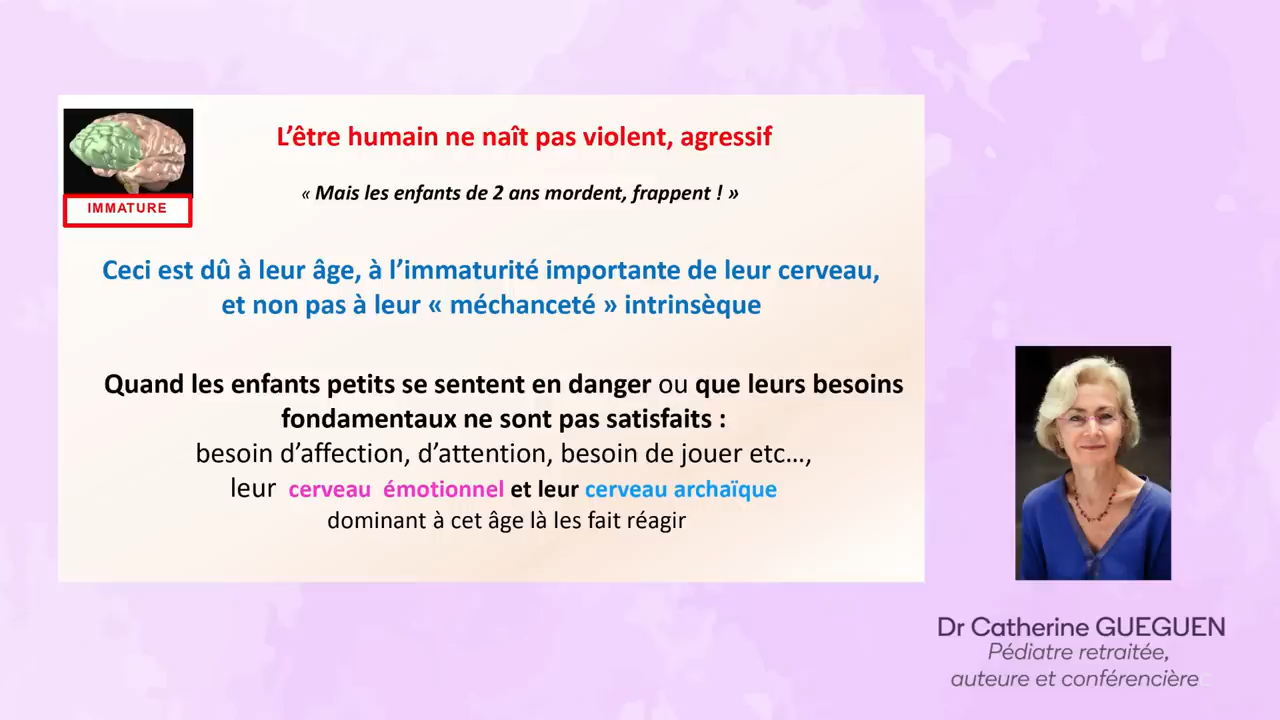 L'être humain ne naît pas violent, agressif
« Mais les enfants de 2 ans mordent, frappent ! »
IMMATURE
Ceci est dû à leur âge, à l'immaturité importante de leur cerveau,
et non pas à leur « méchanceté » intrinsèque
Quand les enfants petits se sentent en danger ou que leurs besoins
fondamentaux ne sont pas satisfaits :
besoin d'affection, d'attention, besoin de jouer etc...,
leur cerveau émotionnel et leur cerveau archaïque
dominant à cet âge là les fait réagir
Dr Catherine GUEGUEN
Pédiatre retraitée,
auteure et conférencière